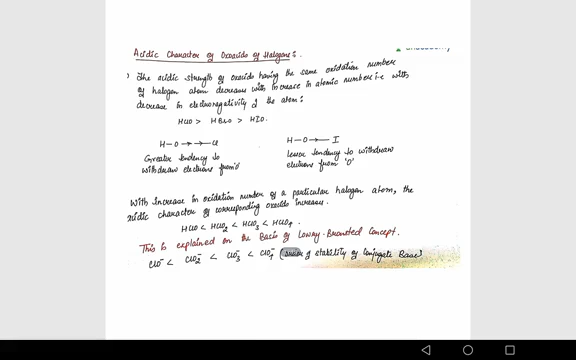 Acidic Character of Oxoacids of Halogens:
1) The acidic strength of oxoacids having the same oxidation number
of halogen atom decreases with increase in atomic number i.e with
decrease in electronegativity of the atom:
HClO > HBrO > HIO.
H-O→→Cl
Greater tendency to
withdraw electrons from 'O'
H-O→I
Lesser tendency to withdraw
electrons from 'O'
With increase in oxidation number of a particular halogen atom, the
acidic character of corresponding oxoacids increases.
HClO < HClO2 < HClO3 < HClO4.
This is explained on the Basis of Lowry-Bronsted Concept.
ClO⁻ < ClO2⁻ < ClO3⁻ < ClO4⁻ (order of stability of Conjugate Base)